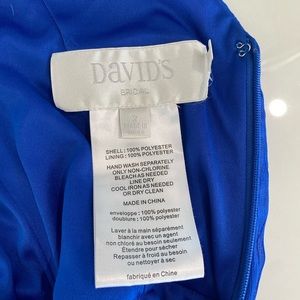 DAVID'S
BRIDAL
2
MADE IN
SHELL: 100% POLYESTER
LINING: 100% POLYESTER
HAND WASH SEPARATELY
ONLY NON-CHLORINE
BLEACH AS NEEDED
LINE DRY
COOL IRON AS NEEDED
OR DRY CLEAN
MADE IN CHINA
enveloppe : 100% polyester
doublure : 100% polyester
Laver à la main séparément
blanchir avec un agent
non chloré au besoin
Étendre pour sécher
Repasser à froid au besoin
ou nettoyer à sec
fabriqué en Chine